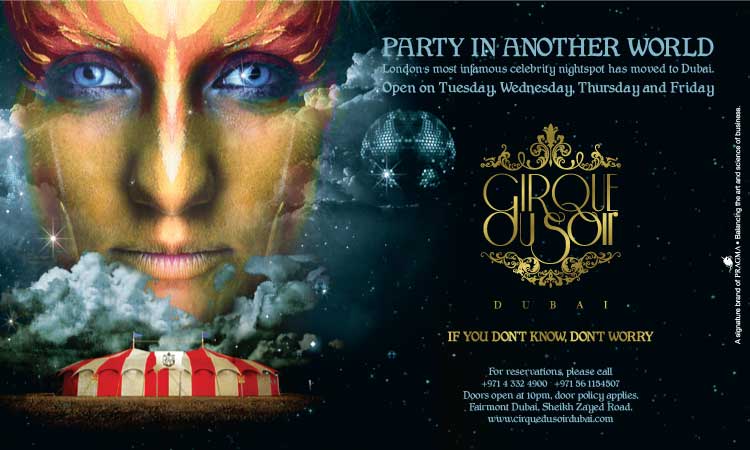 PARTY IN ANOTHER WORLD
London's most infamous celebrity nightspot has moved to Dubai.
Open on Tuesday, Wednesday, Thursday and Friday
CIRQUE
DU SOIR
DUBAI
IF YOU DON'T KNOW, DON'T WORRY
For reservations, please call
+971 4 332 4900 +971 56 1154507
Doors open at 10pm, door policy applies.
Fairmont Dubai, Sheikh Zayed Road.
www.cirquedusoirdubai.com
A signature brand of PRAGMA • Balancing the art and science of business.